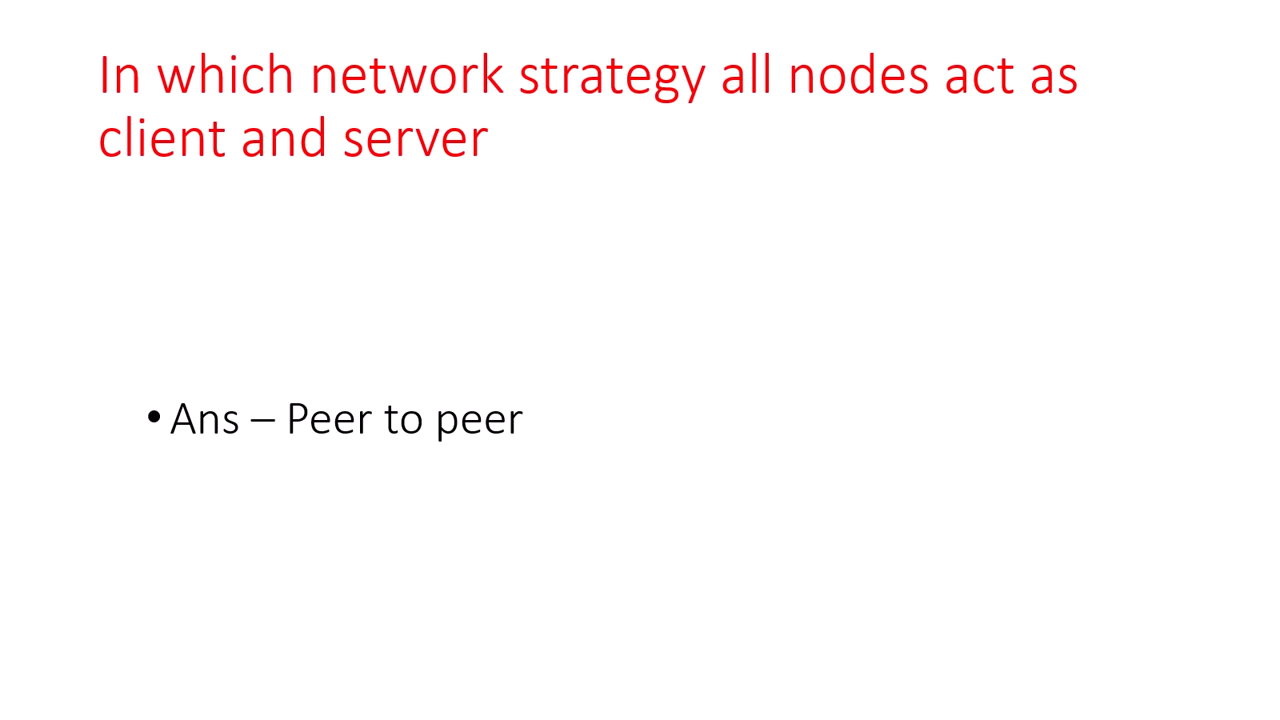 In which network strategy all nodes act as
client and server
• Ans – Peer to peer